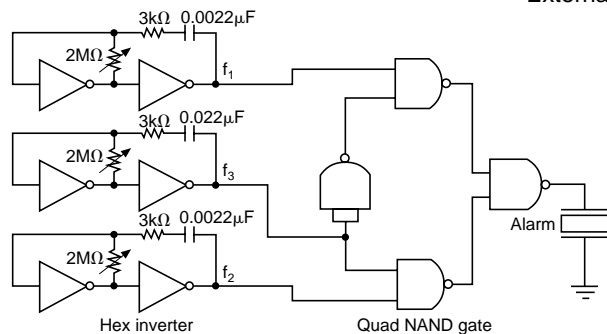 Externa
3kΩ 0.0022μF
2MΩ
f1
3kΩ 0.022μF
2MΩ
f3
3kΩ 0.0022μF
2MΩ
f2
Alarm
Hex inverter
Quad NAND gate